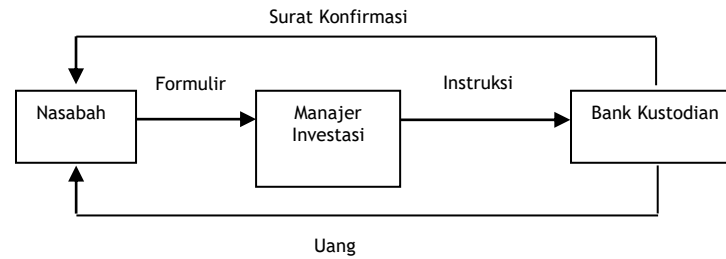 Surat Konfirmasi
Formulir
Instruksi
Nasabah
Manajer
Investasi
Bank Kustodian
Uang